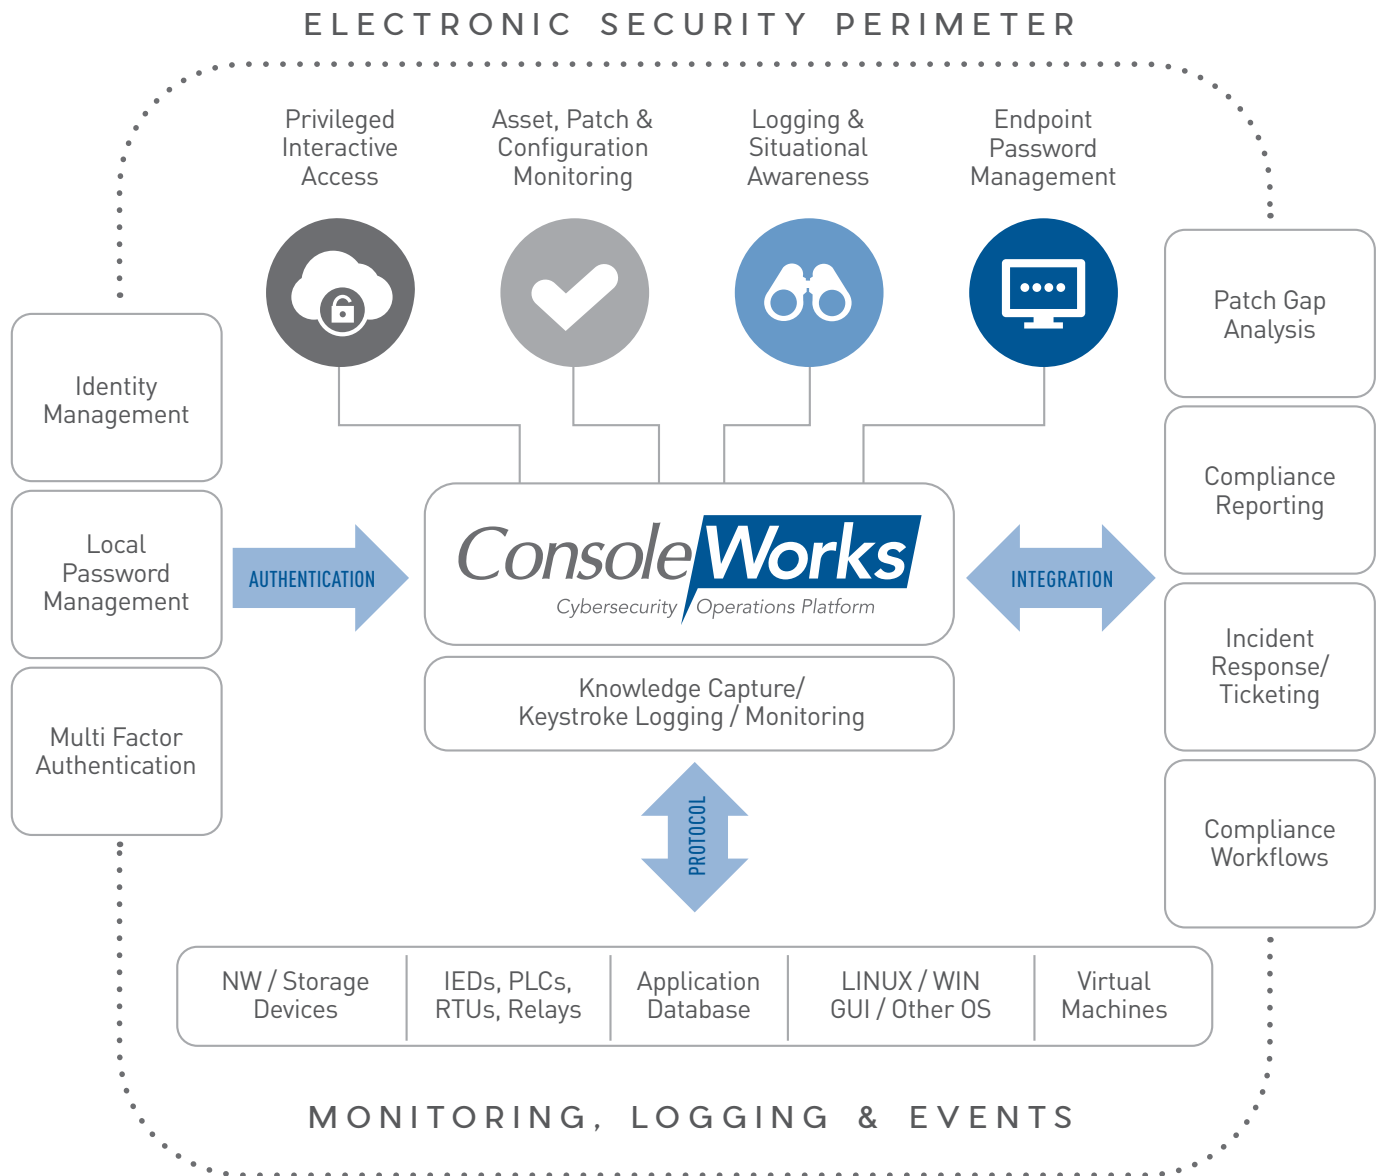 ELECTRONIC SECURITY PERIMETER
Privileged
Interactive
Access
Asset, Patch &
Configuration
Monitoring
Logging &
Situational
Awareness
Endpoint
Password
Management
Identity
Management
Local
Password
Management
Multi Factor
Authentication
AUTHENTICATION
ConsoleWorks
Cybersecurity Operations Platform
Knowledge Capture/
Keystroke Logging / Monitoring
INTEGRATION
Patch Gap
Analysis
Compliance
Reporting
Incident
Response/
Ticketing
Compliance
Workflows
PROTOCOL
NW / Storage
Devices
IEDs, PLCs,
RTUs, Relays
Application
Database
LINUX / WIN
GUI / Other OS
Virtual
Machines
MONITORING, LOGGING & EVENTS